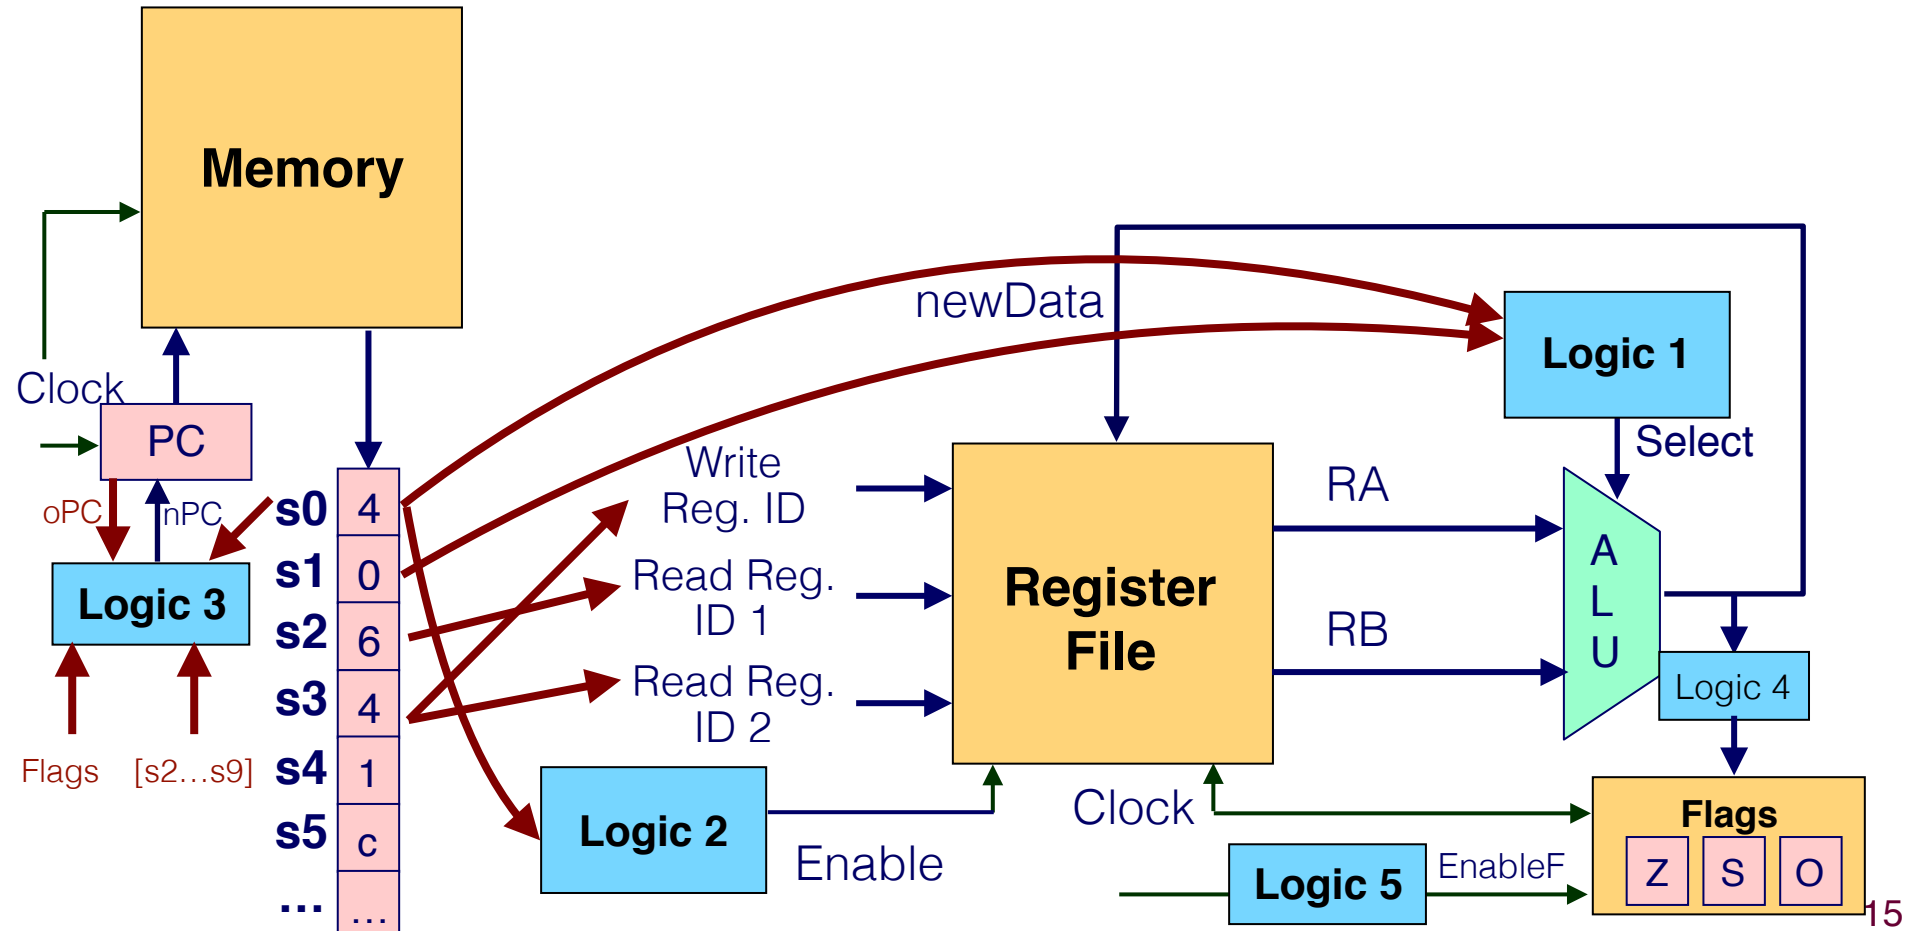 Memory
newData
Logic 1
Clock
PC
Select
Write
Reg. ID
RA
s0
4
oPC
nPC
s1
0
Read Reg.
ID 1
Register
File
A
L
U
Logic 3
s2
6
RB
s3
4
Read Reg.
ID 2
Logic 4
Flags
[s2...s9]
s4
1
s5
c
Logic 2
Enable
Clock
Flags
Z
S
O
Logic 5
EnableF
...
...
15